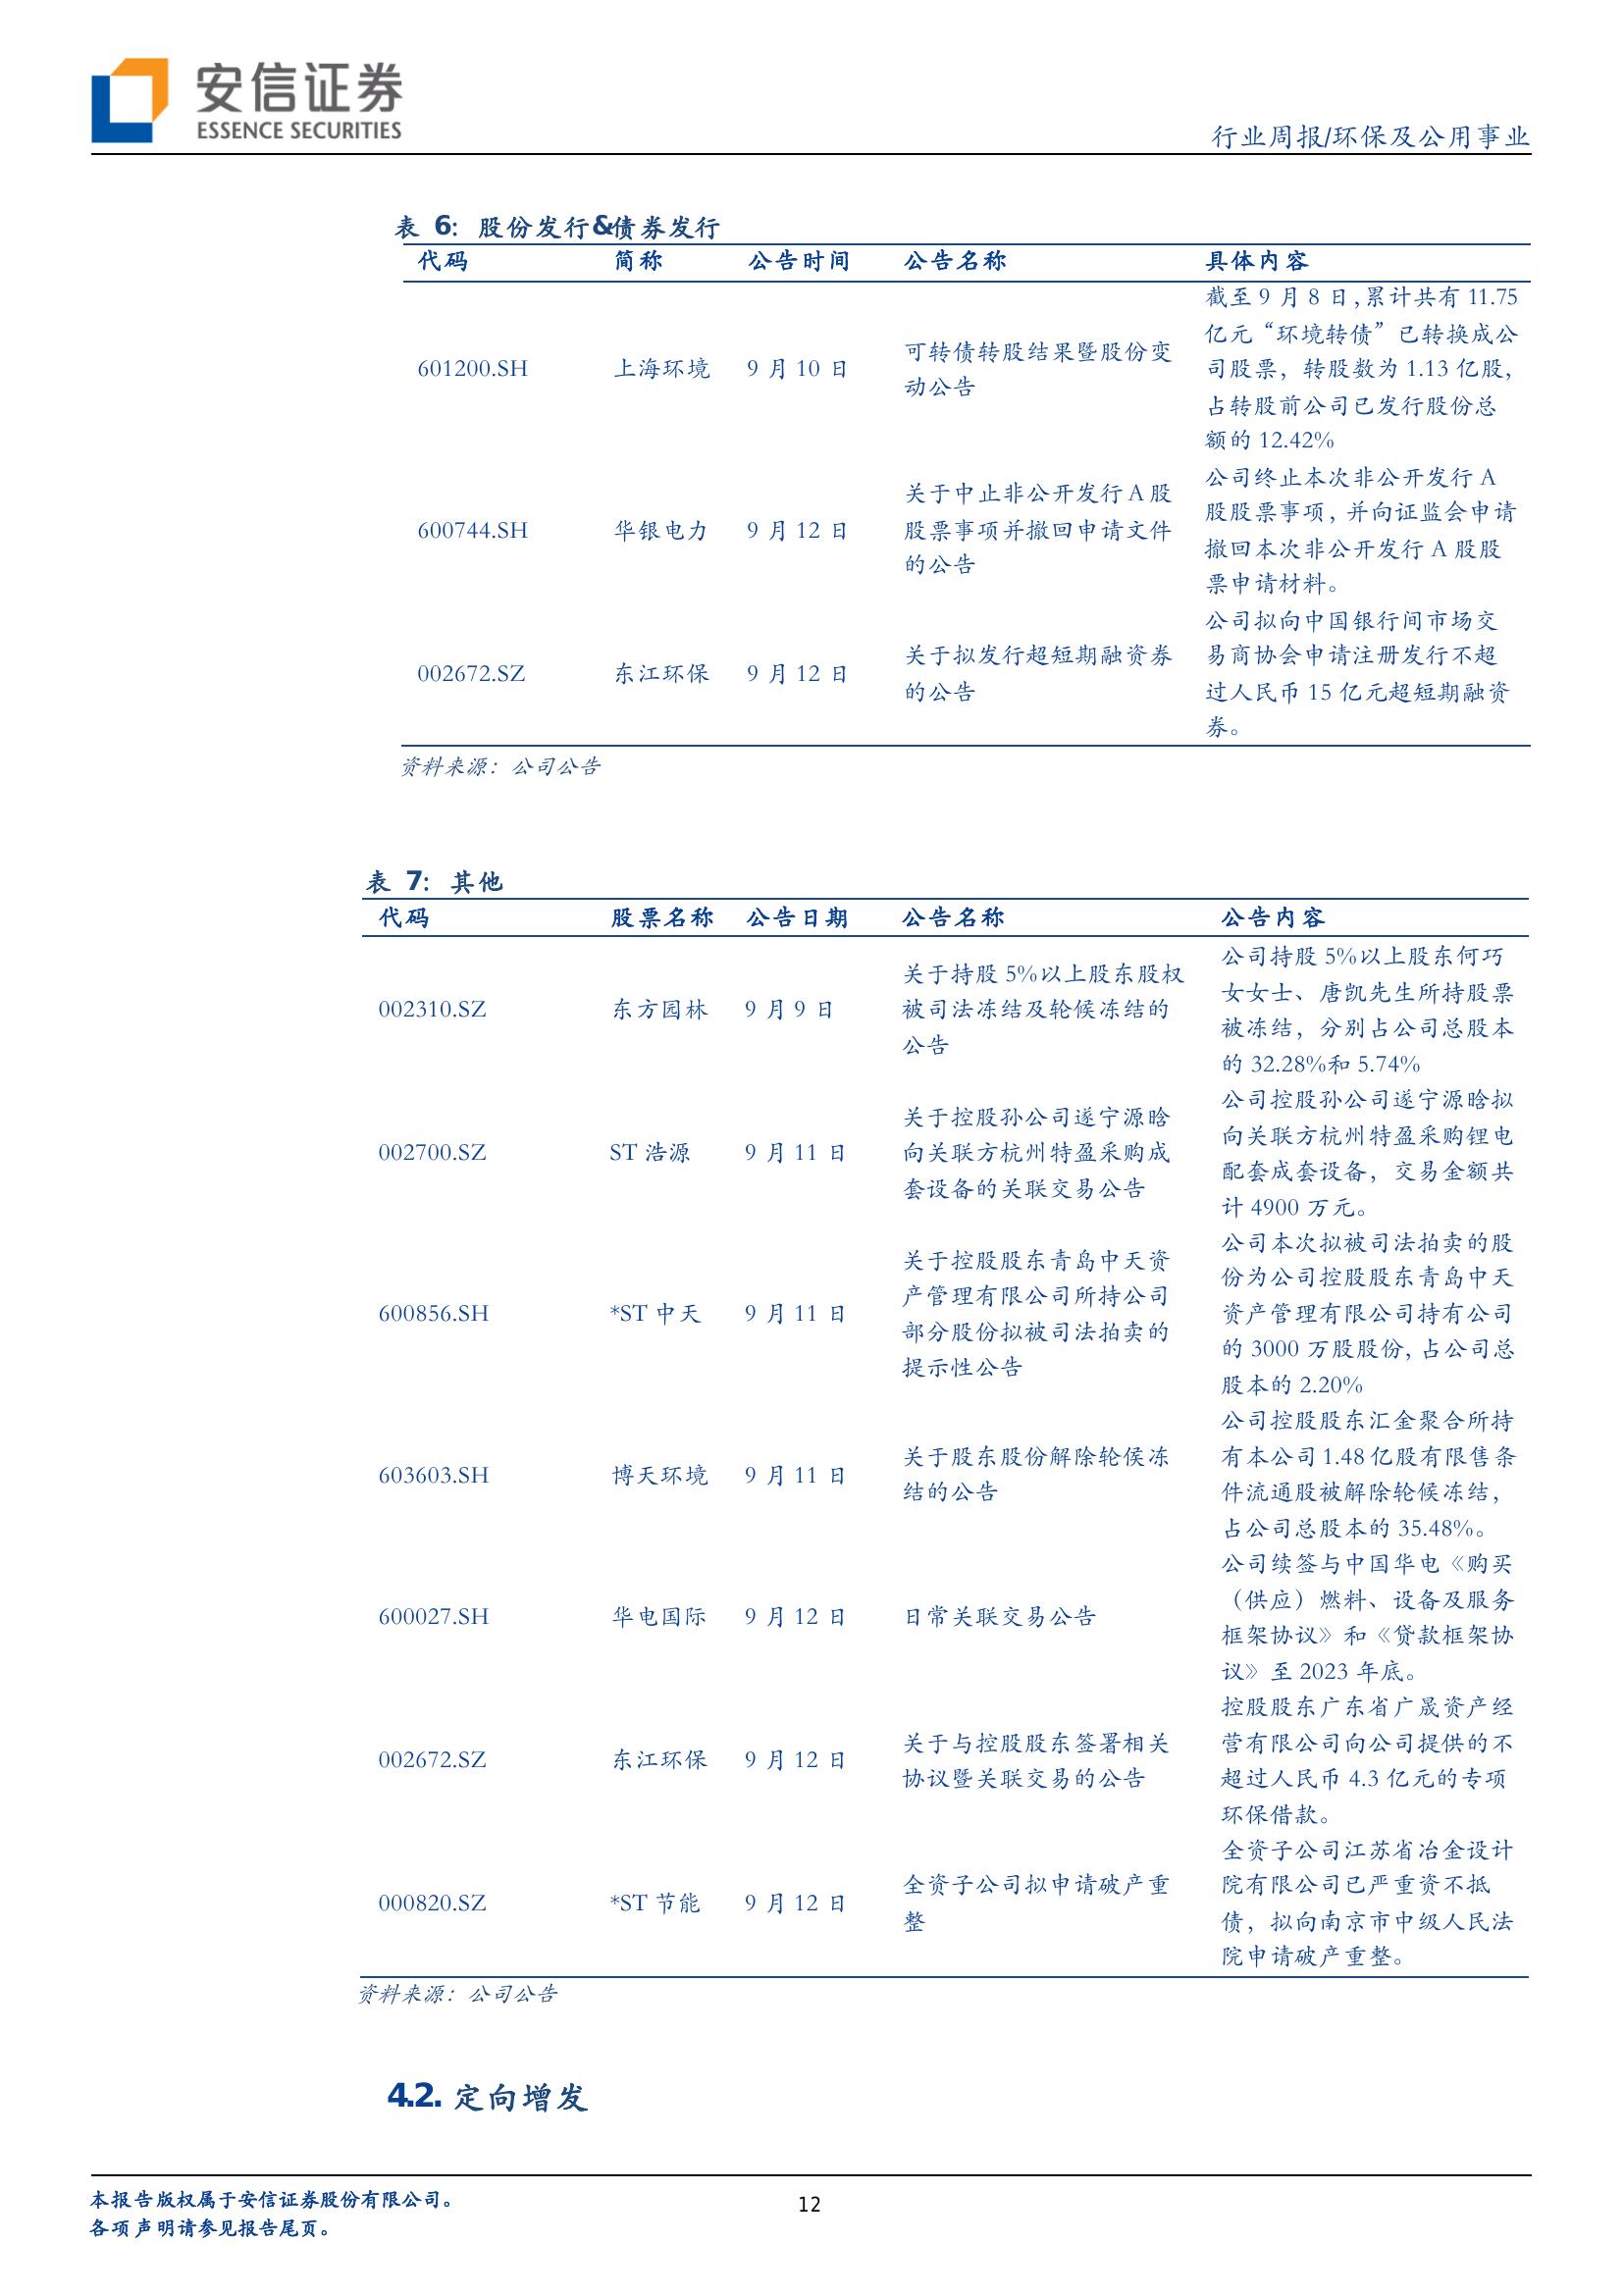 安信证券
ESSENCE SECURITIES
行业周报/环保及公用事业
表 6：股份发行&债券发行
代码 简称 公告时间 公告名称 具体内容
601200.SH 上海环境 9 月 10 日
可转债转股结果暨股份变
动公告
截至 9 月 8 日，累计共有 11.75
亿元“环境转债”已转换成公
司股票，转股数为 1.13 亿股，
占转股前公司已发行股份总
额的 12.42%
600744.SH 华银电力 9 月 12 日
关于中止非公开发行 A 股
股票事项并撤回申请文件
的公告
公司终止本次非公开发行 A
股股票事项，并向证监会申请
撤回本次非公开发行 A 股股
票申请材料。
002672.SZ 东江环保 9 月 12 日
关于拟发行超短期融资券
的公告
公司拟向中国银行间市场交
易商协会申请注册发行不超
过人民币 15 亿元超短期融资
券。
资料来源：公司公告
表 7：其他
代码 股票名称 公告日期 公告名称 公告内容
002310.SZ 东方园林 9 月 9 日
关于持股 5%以上股东股权
被司法冻结及轮候冻结的
公告
公司持股 5%以上股东何巧
女女士、唐凯先生所持股票
被冻结，分别占公司总股本
的 32.28%和 5.74%
002700.SZ ST 浩源 9 月 11 日
关于控股孙公司遂宁源晗
向关联方杭州特盈采购成
套设备的关联交易公告
公司控股孙公司遂宁源晗拟
向关联方杭州特盈采购锂电
配套成套设备，交易金额共
计 4900 万元。
600856.SH *ST 中天 9 月 11 日
关于控股股东青岛中天资
产管理有限公司所持公司
部分股份拟被司法拍卖的
提示性公告
公司本次拟被司法拍卖的股
份为公司控股股东青岛中天
资产管理有限公司持有公司
的 3000 万股股份，占公司总
股本的 2.20%
603603.SH 博天环境 9 月 11 日
关于股东股份解除轮侯冻
结的公告
公司控股股东汇金聚合所持
有本公司 1.48 亿股有限售条
件流通股被解除轮候冻结，
占公司总股本的 35.48%。
600027.SH 华电国际 9 月 12 日
日常关联交易公告
公司续签与中国华电《购买
（供应）燃料、设备及服务
框架协议》和《贷款框架协
议》至 2023 年底。
002672.SZ 东江环保 9 月 12 日
关于与控股股东签署相关
协议暨关联交易的公告
控股股东广东省广晟资产经
营有限公司向公司提供的不
超过人民币 4.3 亿元的专项
环保借款。
000820.SZ *ST 节能 9 月 12 日
全资子公司拟申请破产重
整
全资子公司江苏省冶金设计
院有限公司已严重资不抵
债，拟向南京市中级人民法
院申请破产重整。
资料来源：公司公告
4.2. 定向增发
本报告版权属于安信证券股份有限公司。
各项声明请参见报告尾页。
12